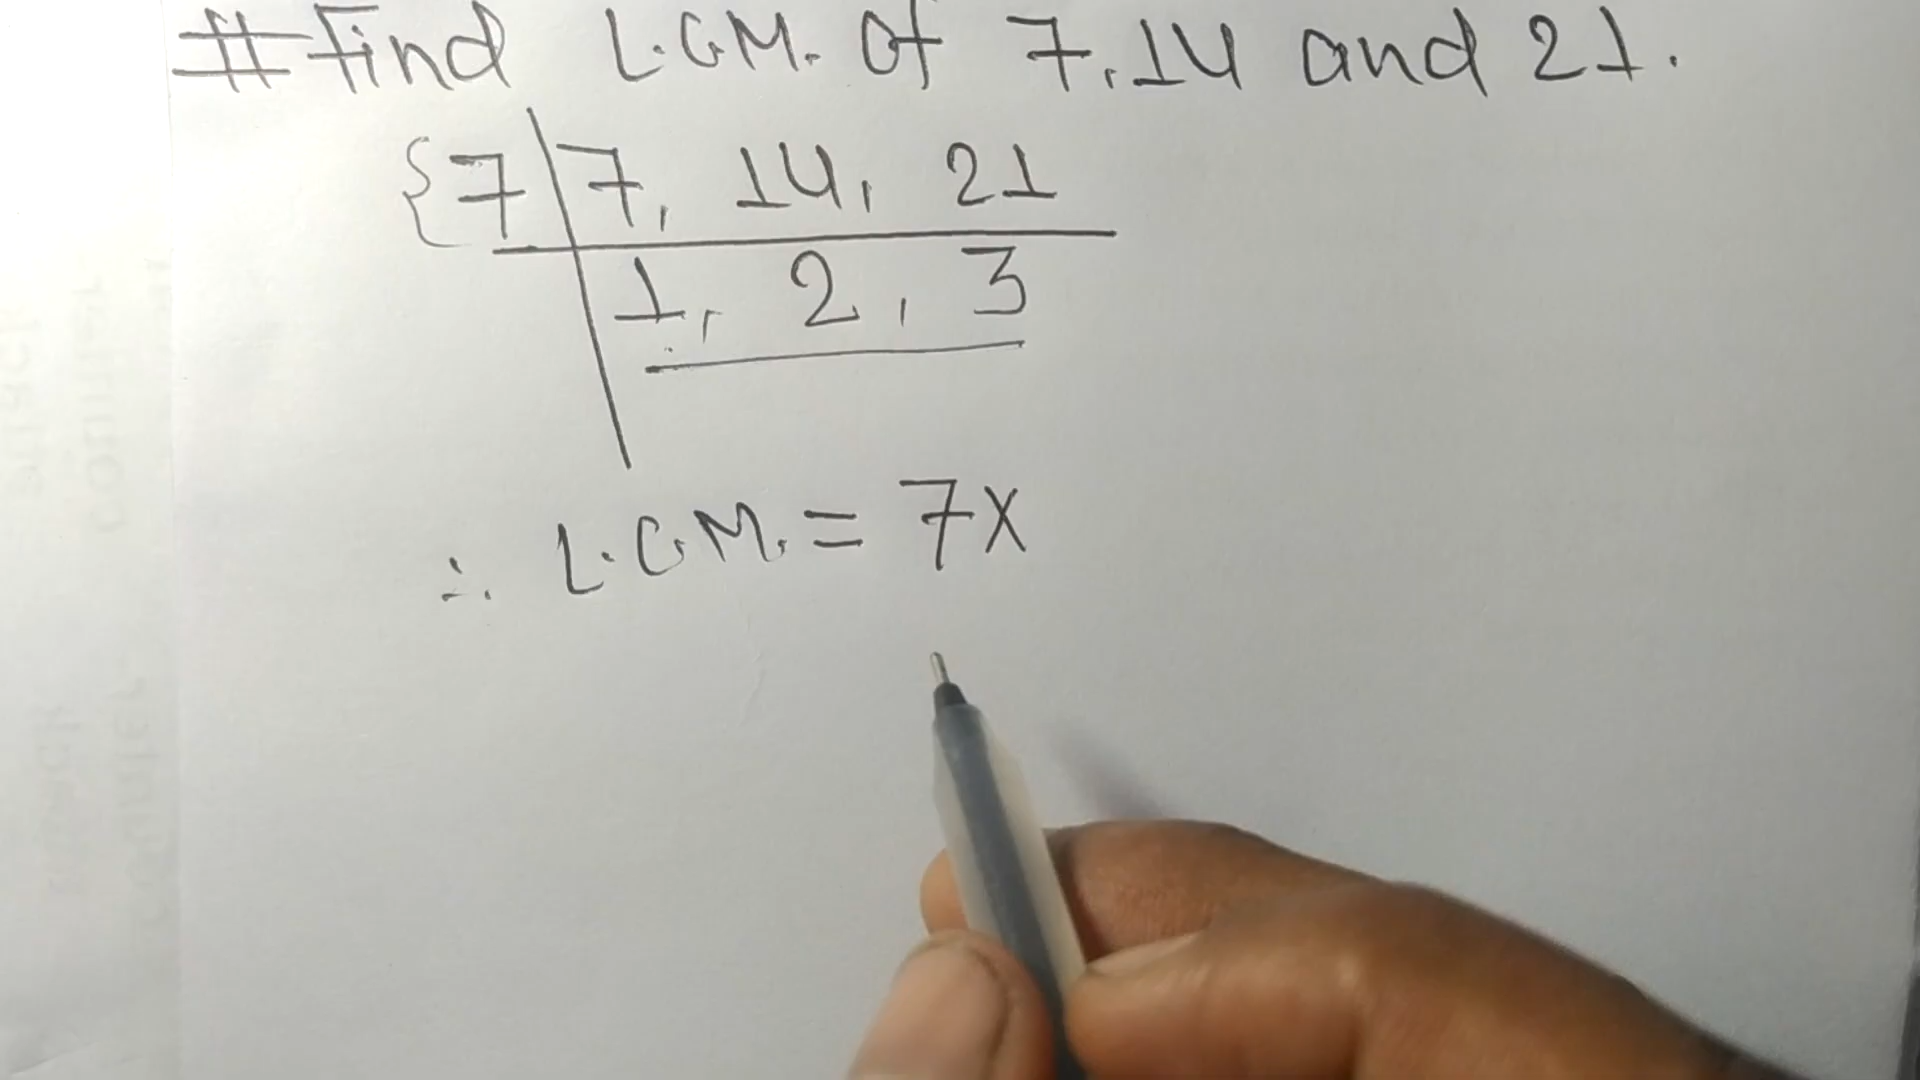 # Find L.C.M. of 7, 14 and 21.
7 | 7, 14, 21
1, 2, 3
∴ L.C.M. = 7×